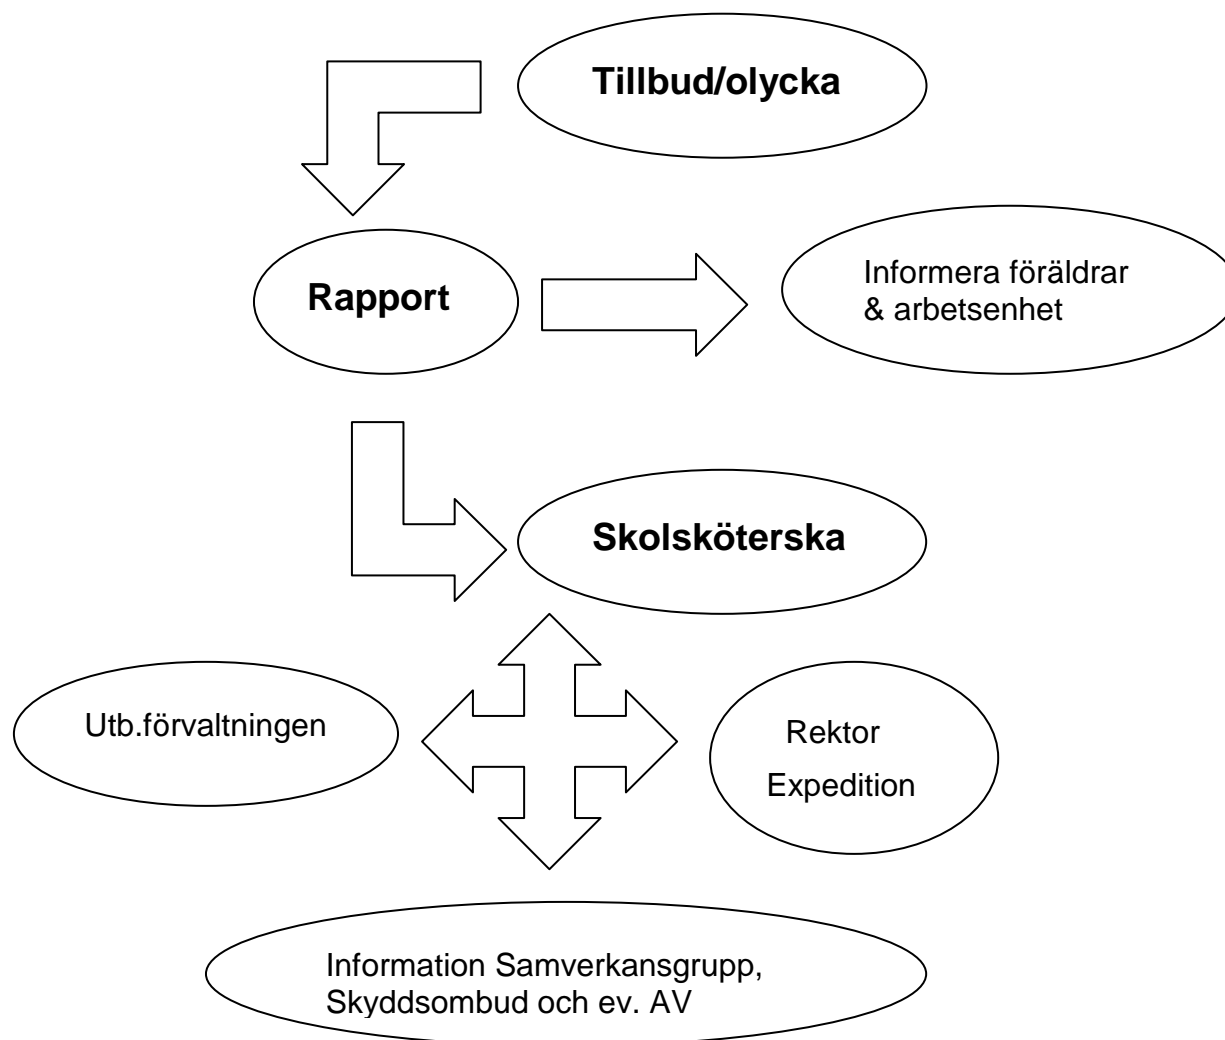 Tillbud/olycka
Rapport
Informera föräldrar
& arbetsenhet
Skolsköterska
Utb.förvaltningen
Rektor
Expedition
Information Samverkansgrupp,
Skyddsombud och ev. AV